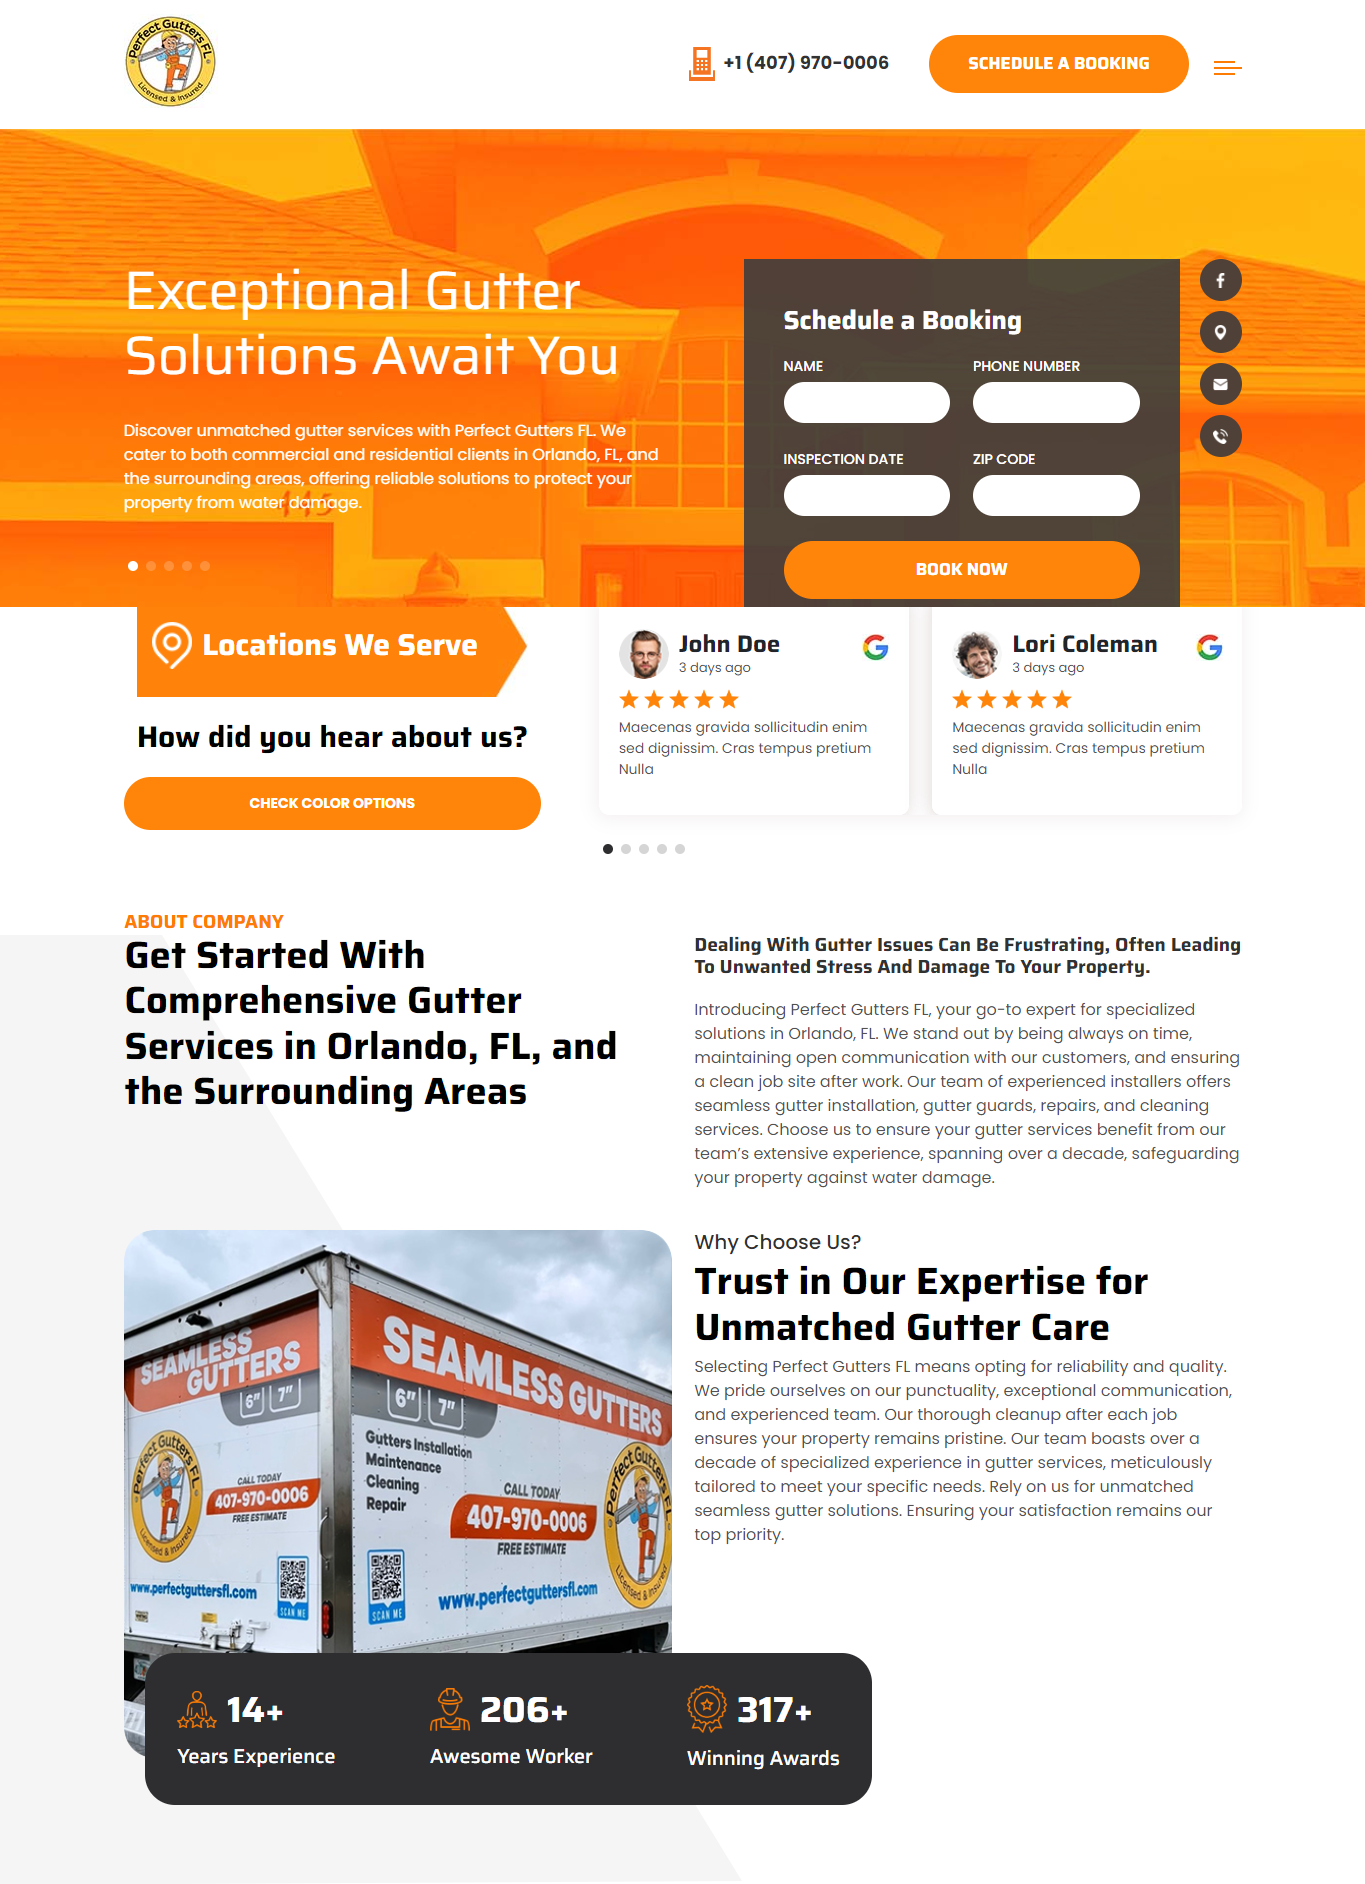 Perfect Gutters FL
Licensed & Insured
+1 (407) 970-0006
SCHEDULE A BOOKING
Exceptional Gutter
Solutions Await You
Discover unmatched gutter services with Perfect Gutters FL. We
cater to both commercial and residential clients in Orlando, FL, and
the surrounding areas, offering reliable solutions to protect your
property from water damage.
Schedule a Booking
NAME
PHONE NUMBER
INSPECTION DATE
ZIP CODE
BOOK NOW
Locations We Serve
How did you hear about us?
CHECK COLOR OPTIONS
John Doe
3 days ago
Maecenas gravida sollicitudin enim
sed dignissim. Cras tempus pretium
Nulla
Lori Coleman
3 days ago
Maecenas gravida sollicitudin enim
sed dignissim. Cras tempus pretium
Nulla
ABOUT COMPANY
Get Started With
Comprehensive Gutter
Services in Orlando, FL, and
the Surrounding Areas
Dealing With Gutter Issues Can Be Frustrating, Often Leading
To Unwanted Stress And Damage To Your Property.
Introducing Perfect Gutters FL, your go-to expert for specialized
solutions in Orlando, FL. We stand out by being always on time,
maintaining open communication with our customers, and ensuring
a clean job site after work. Our team of experienced installers offers
seamless gutter installation, gutter guards, repairs, and cleaning
services. Choose us to ensure your gutter services benefit from our
team's extensive experience, spanning over a decade, safeguarding
your property against water damage.
SEAMLESS
GUTTERS
6" 7"
Perfect Gutters FL
Licensed & Insured
CALL TODAY
407-970-0006
FREE ESTIMATE
www.perfectguttersfl.com
SCAN ME
SEAMLESS GUTTERS
6" 7"
Gutters Installation
Maintenance
Cleaning
Repair
CALL TODAY
407-970-0006
FREE ESTIMATE
www.perfectguttersfl.com
SCAN ME
Perfect Gutters FL
Licensed & Insured
Why Choose Us?
Trust in Our Expertise for
Unmatched Gutter Care
Selecting Perfect Gutters FL means opting for reliability and quality.
We pride ourselves on our punctuality, exceptional communication,
and experienced team. Our thorough cleanup after each job
ensures your property remains pristine. Our team boasts over a
decade of specialized experience in gutter services, meticulously
tailored to meet your specific needs. Rely on us for unmatched
seamless gutter solutions. Ensuring your satisfaction remains our
top priority.
14+
Years Experience
206+
Awesome Worker
317+
Winning Awards